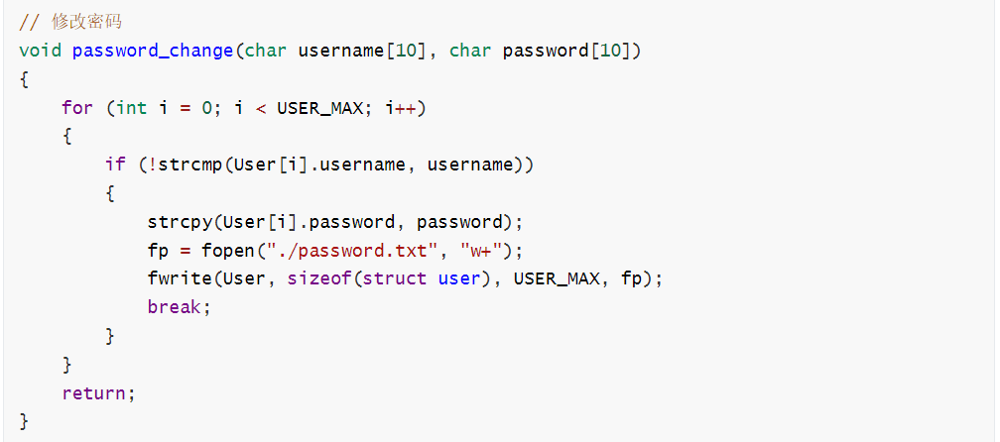 // 修改密码
void password_change(char username[10], char password[10])
{
    for (int i = 0; i < USER_MAX; i++)
    {
        if (!strcmp(User[i].username, username))
        {
            strcpy(User[i].password, password);
            fp = fopen("./password.txt", "w+");
            fwrite(User, sizeof(struct user), USER_MAX, fp);
            break;
        }
    }
    return;
}